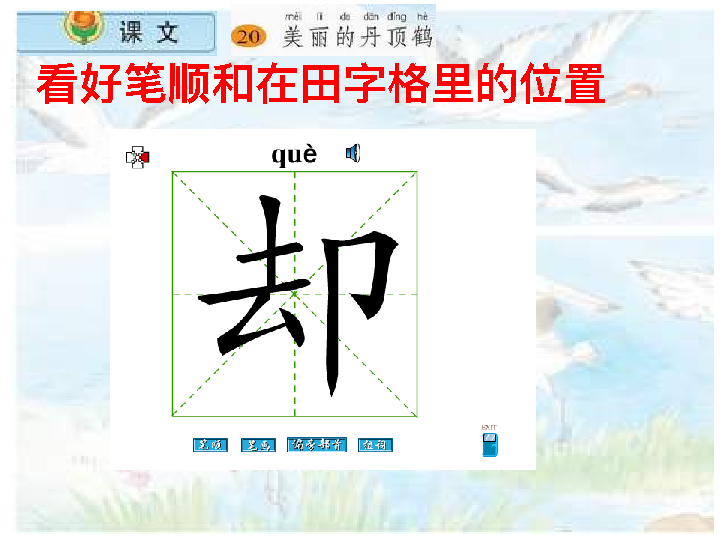 课 文
měi lì de dān dǐng hè
20 美丽的丹顶鹤
看好笔顺和在田字格里的位置
què
却
笔顺 笔画 偏旁部首 组词
EXIT